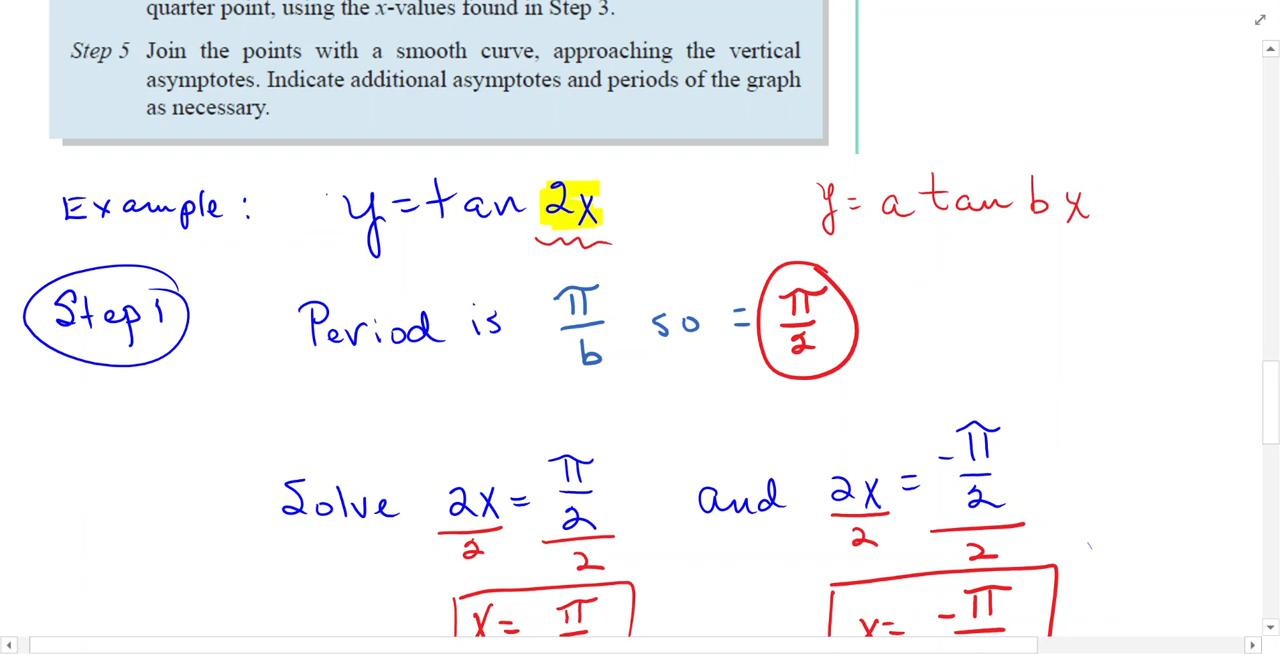 quarter point, using the x-values found in Step 3.
Step 5 Join the points with a smooth curve, approaching the vertical
asymptotes. Indicate additional asymptotes and periods of the graph
as necessary.
Example: y = tan 2x y = a tan b x
Step 1 Period is π/b so = π/2
Solve 2x/2 = π/2/2 and 2x/2 = -π/2/2
x = π x = -π